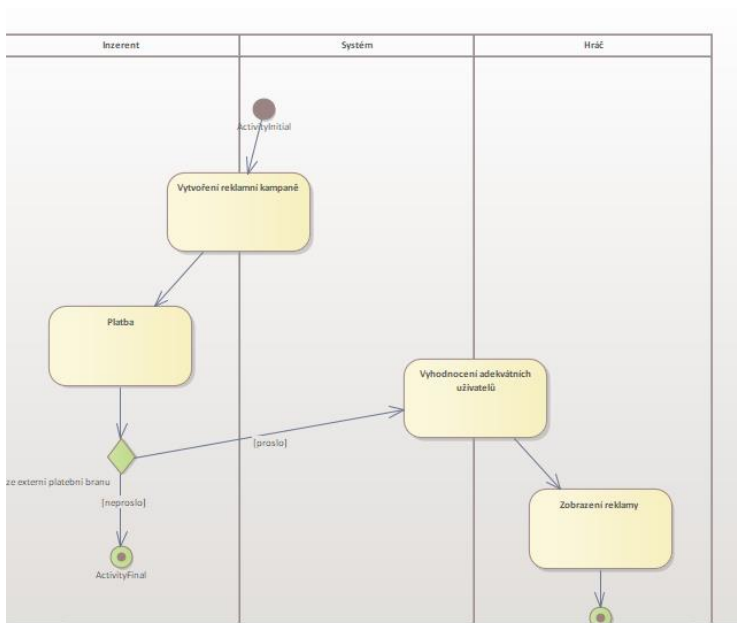 Inzerent
Systém
Hráč
ActivityInitial
Vytvoření reklamní kampaně
Platba
Vyhodnocení adekvátních
uživatelů
[proslo]
ze externí platební branu
[neproslo]
Zobrazení reklamy
ActivityFinal